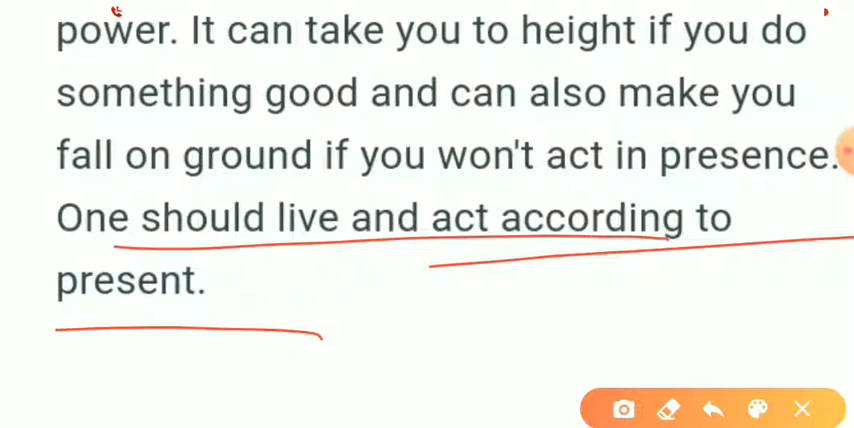 power. It can take you to height if you do
something good and can also make you
fall on ground if you won't act in presence.
One should live and act according to
present.